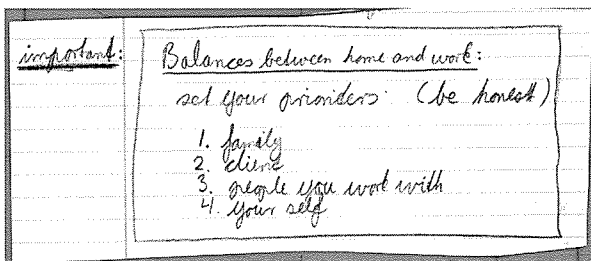 important:
Balances between home and work:
set your prioriders (be honest)
1. family
2. client
3. people you work with
4. your self